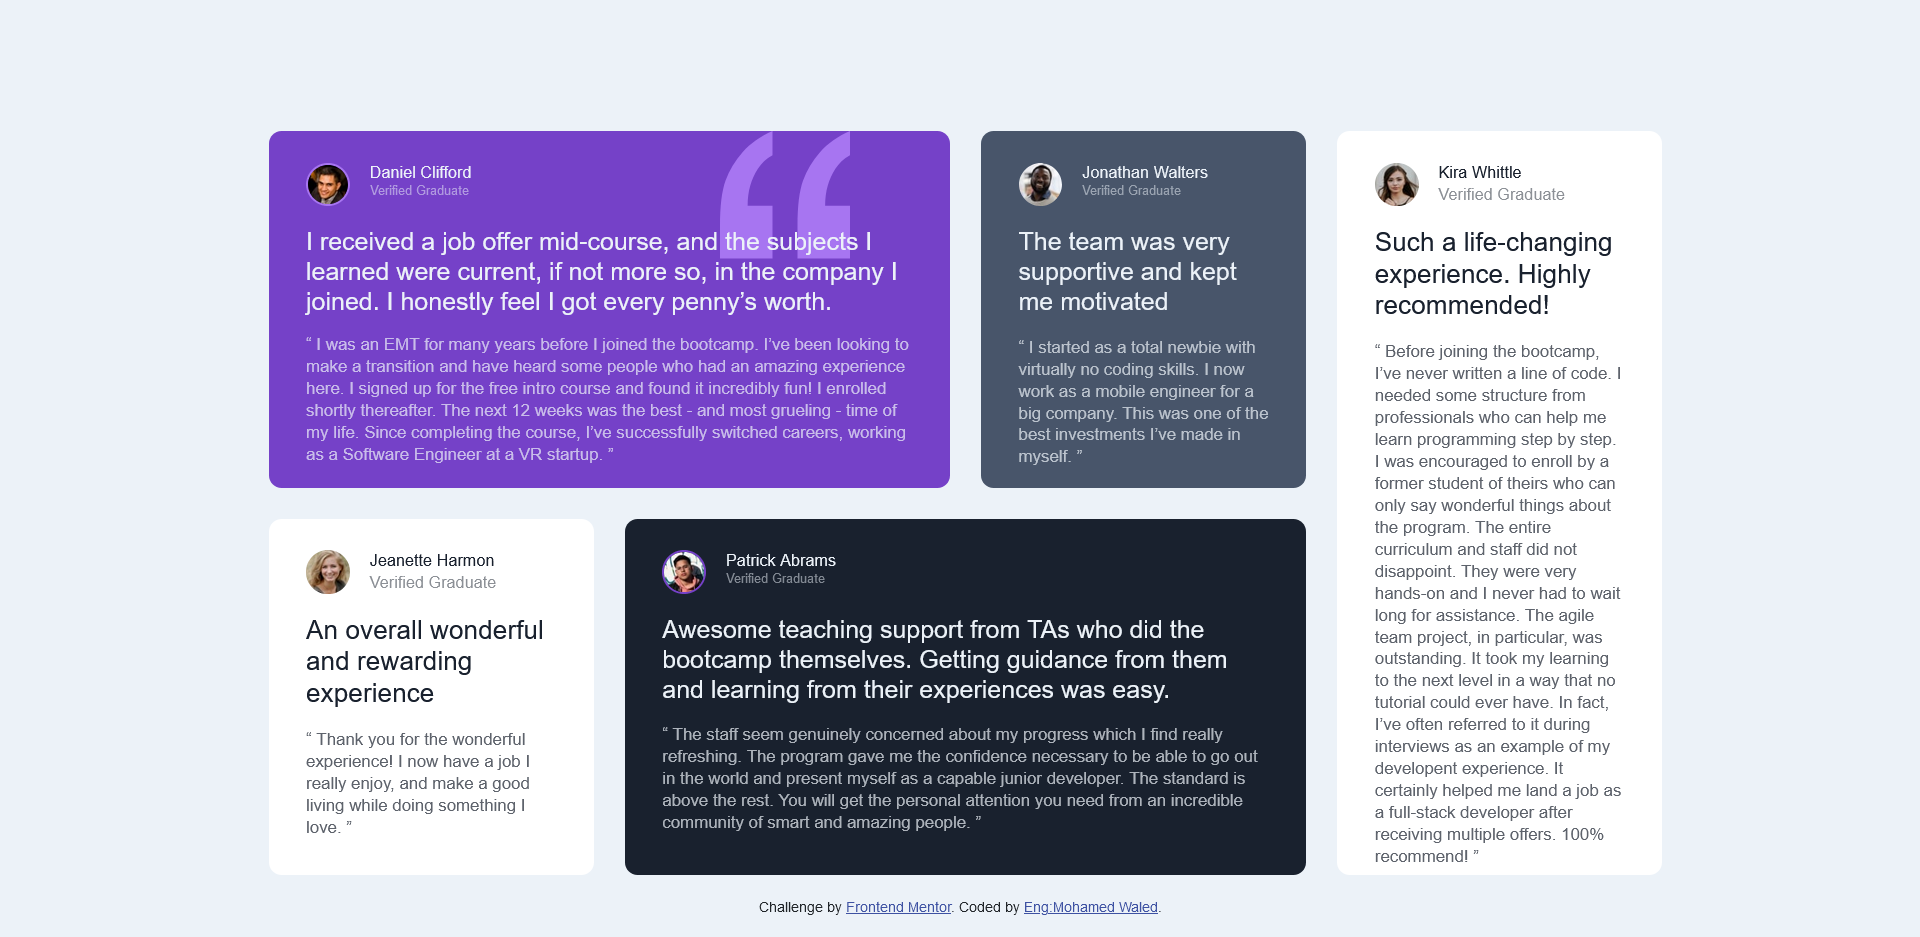 Daniel Clifford
Verified Graduate
I received a job offer mid-course, and the subjects I
learned were current, if not more so, in the company I
joined. I honestly feel I got every penny’s worth.
“ I was an EMT for many years before I joined the bootcamp. I’ve been looking to
make a transition and have heard some people who had an amazing experience
here. I signed up for the free intro course and found it incredibly fun! I enrolled
shortly thereafter. The next 12 weeks was the best - and most grueling - time of
my life. Since completing the course, I’ve successfully switched careers, working
as a Software Engineer at a VR startup. ”
Jonathan Walters
Verified Graduate
The team was very
supportive and kept
me motivated
“ I started as a total newbie with
virtually no coding skills. I now
work as a mobile engineer for a
big company. This was one of the
best investments I’ve made in
myself. ”
Kira Whittle
Verified Graduate
Such a life-changing
experience. Highly
recommended!
“ Before joining the bootcamp,
I’ve never written a line of code. I
needed some structure from
professionals who can help me
learn programming step by step.
I was encouraged to enroll by a
former student of theirs who can
only say wonderful things about
the program. The entire
curriculum and staff did not
disappoint. They were very
hands-on and I never had to wait
long for assistance. The agile
team project, in particular, was
outstanding. It took my learning
to the next level in a way that no
tutorial could ever have. In fact,
I’ve often referred to it during
interviews as an example of my
developent experience. It
certainly helped me land a job as
a full-stack developer after
receiving multiple offers. 100%
recommend! ”
Jeanette Harmon
Verified Graduate
An overall wonderful
and rewarding
experience
“ Thank you for the wonderful
experience! I now have a job I
really enjoy, and make a good
living while doing something I
love. ”
Patrick Abrams
Verified Graduate
Awesome teaching support from TAs who did the
bootcamp themselves. Getting guidance from them
and learning from their experiences was easy.
“ The staff seem genuinely concerned about my progress which I find really
refreshing. The program gave me the confidence necessary to be able to go out
in the world and present myself as a capable junior developer. The standard is
above the rest. You will get the personal attention you need from an incredible
community of smart and amazing people. ”
Challenge by Frontend Mentor. Coded by Eng:Mohamed Waled.